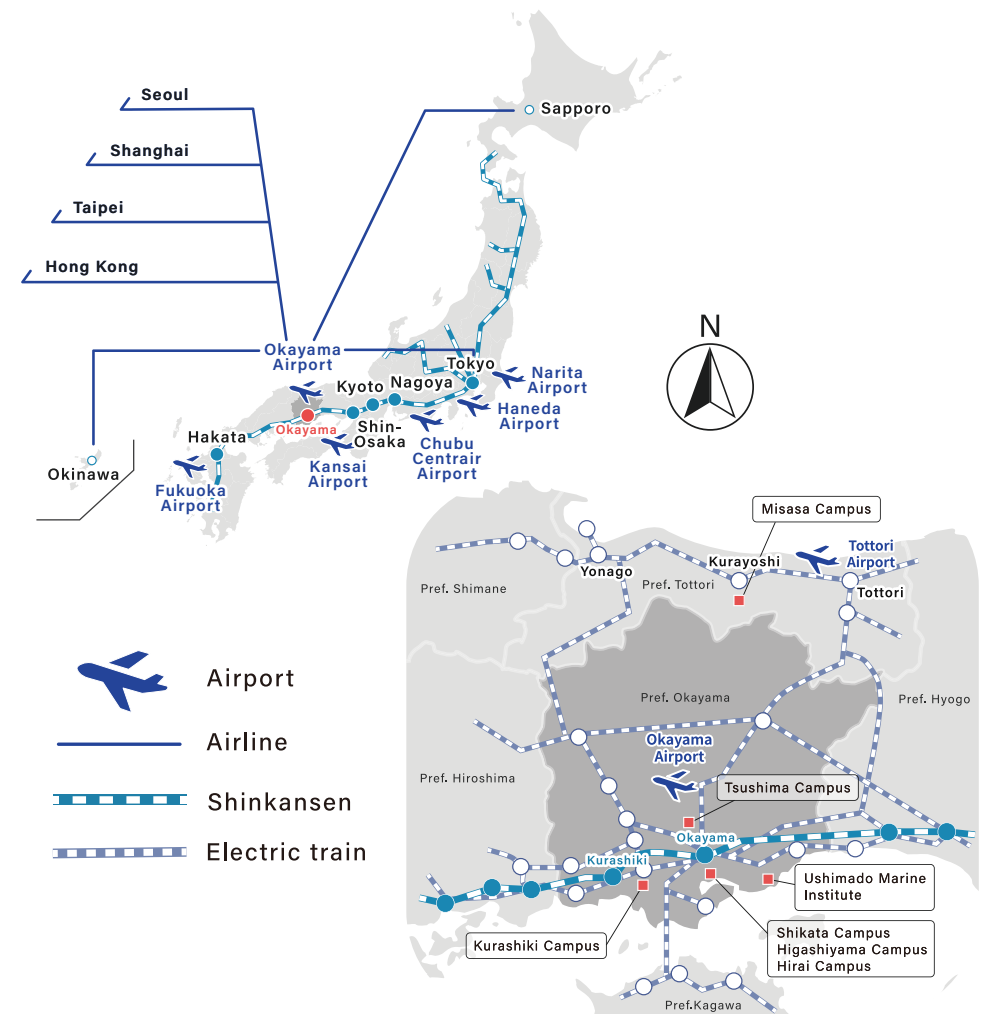 Seoul
Sapporo
Shanghai
Taipei
Hong Kong
N
Okayama
Airport
Tokyo
Kyoto
Nagoya
Narita
Airport
Haneda
Airport
Okayama
Shin-
Osaka
Hakata
Chubu
Centrair
Airport
Kansai
Airport
Okinawa
Fukuoka
Airport
Misasa Campus
Tottori
Airport
Kurayoshi
Yonago
Pref. Shimane
Pref. Tottori
Tottori
Airport
Airline
Shinkansen
Electric train
Pref. Okayama
Pref. Hyogo
Okayama
Airport
Pref. Hiroshima
Tsushima Campus
Okayama
Kurashiki
Ushimado Marine
Institute
Kurashiki Campus
Shikata Campus
Higashiyama Campus
Hirai Campus
Pref.Kagawa